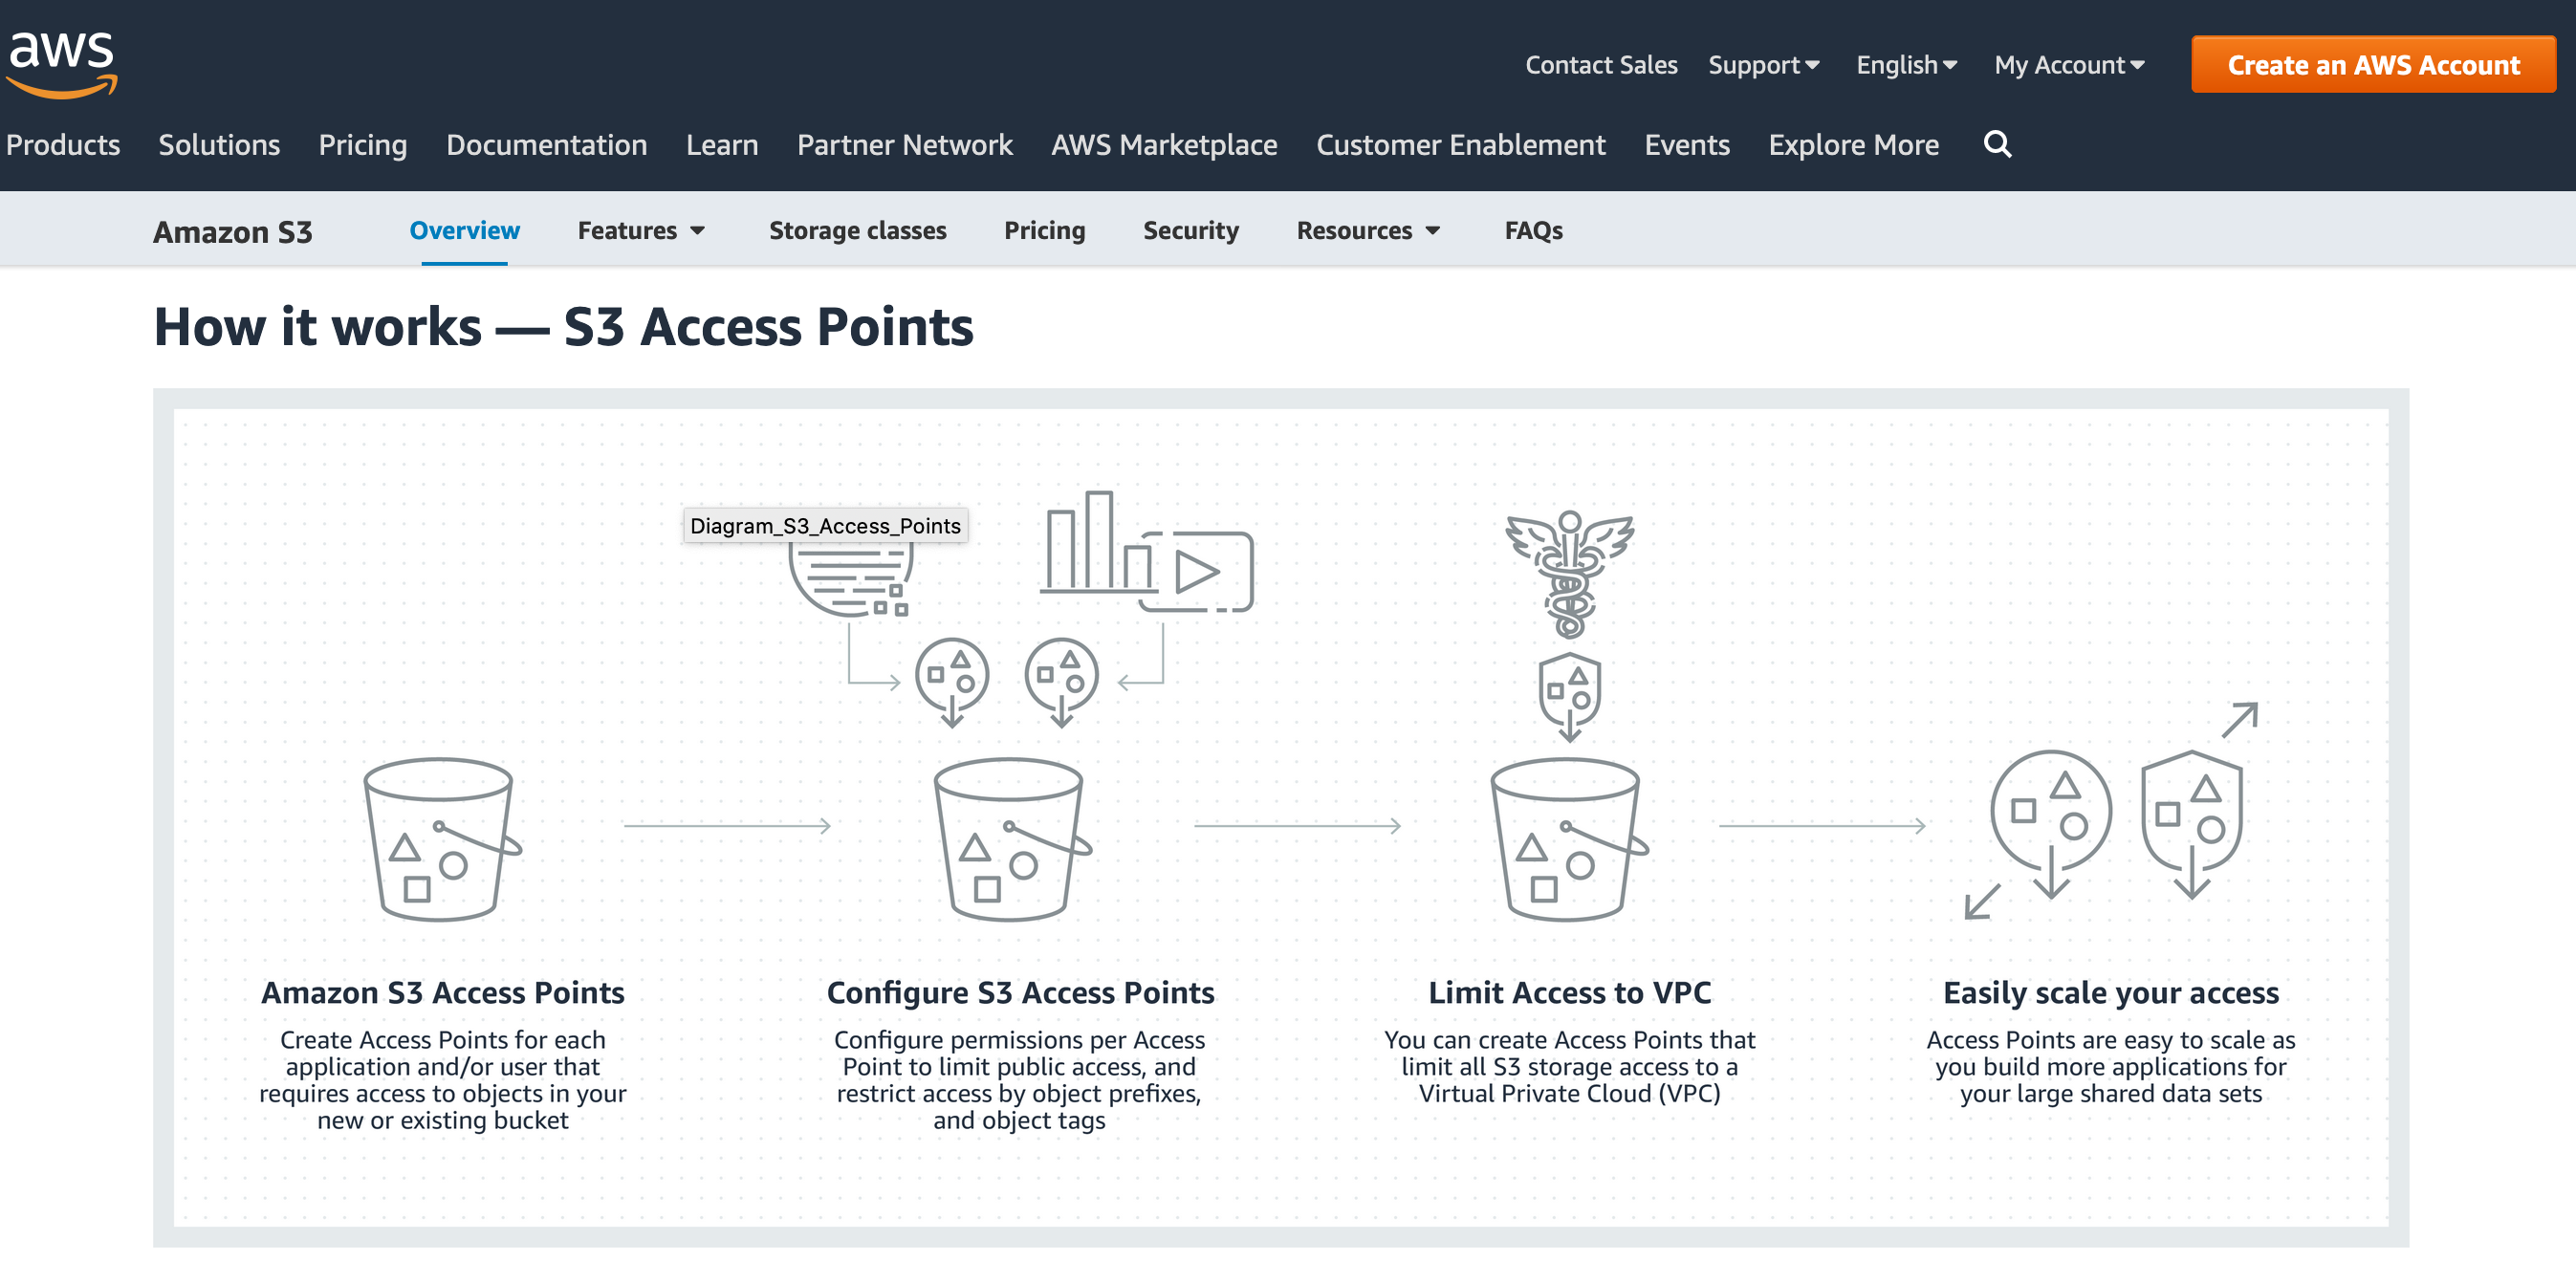 aws
Contact Sales Support English My Account Create an AWS Account
Products Solutions Pricing Documentation Learn Partner Network AWS Marketplace Customer Enablement Events Explore More
Amazon S3 Overview Features Storage classes Pricing Security Resources FAQs
How it works — S3 Access Points
Diagram_S3_Access_Points
Amazon S3 Access Points
Create Access Points for each
application and/or user that
requires access to objects in your
new or existing bucket
Configure S3 Access Points
Configure permissions per Access
Point to limit public access, and
restrict access by object prefixes,
and object tags
Limit Access to VPC
You can create Access Points that
limit all S3 storage access to a
Virtual Private Cloud (VPC)
Easily scale your access
Access Points are easy to scale as
you build more applications for
your large shared data sets